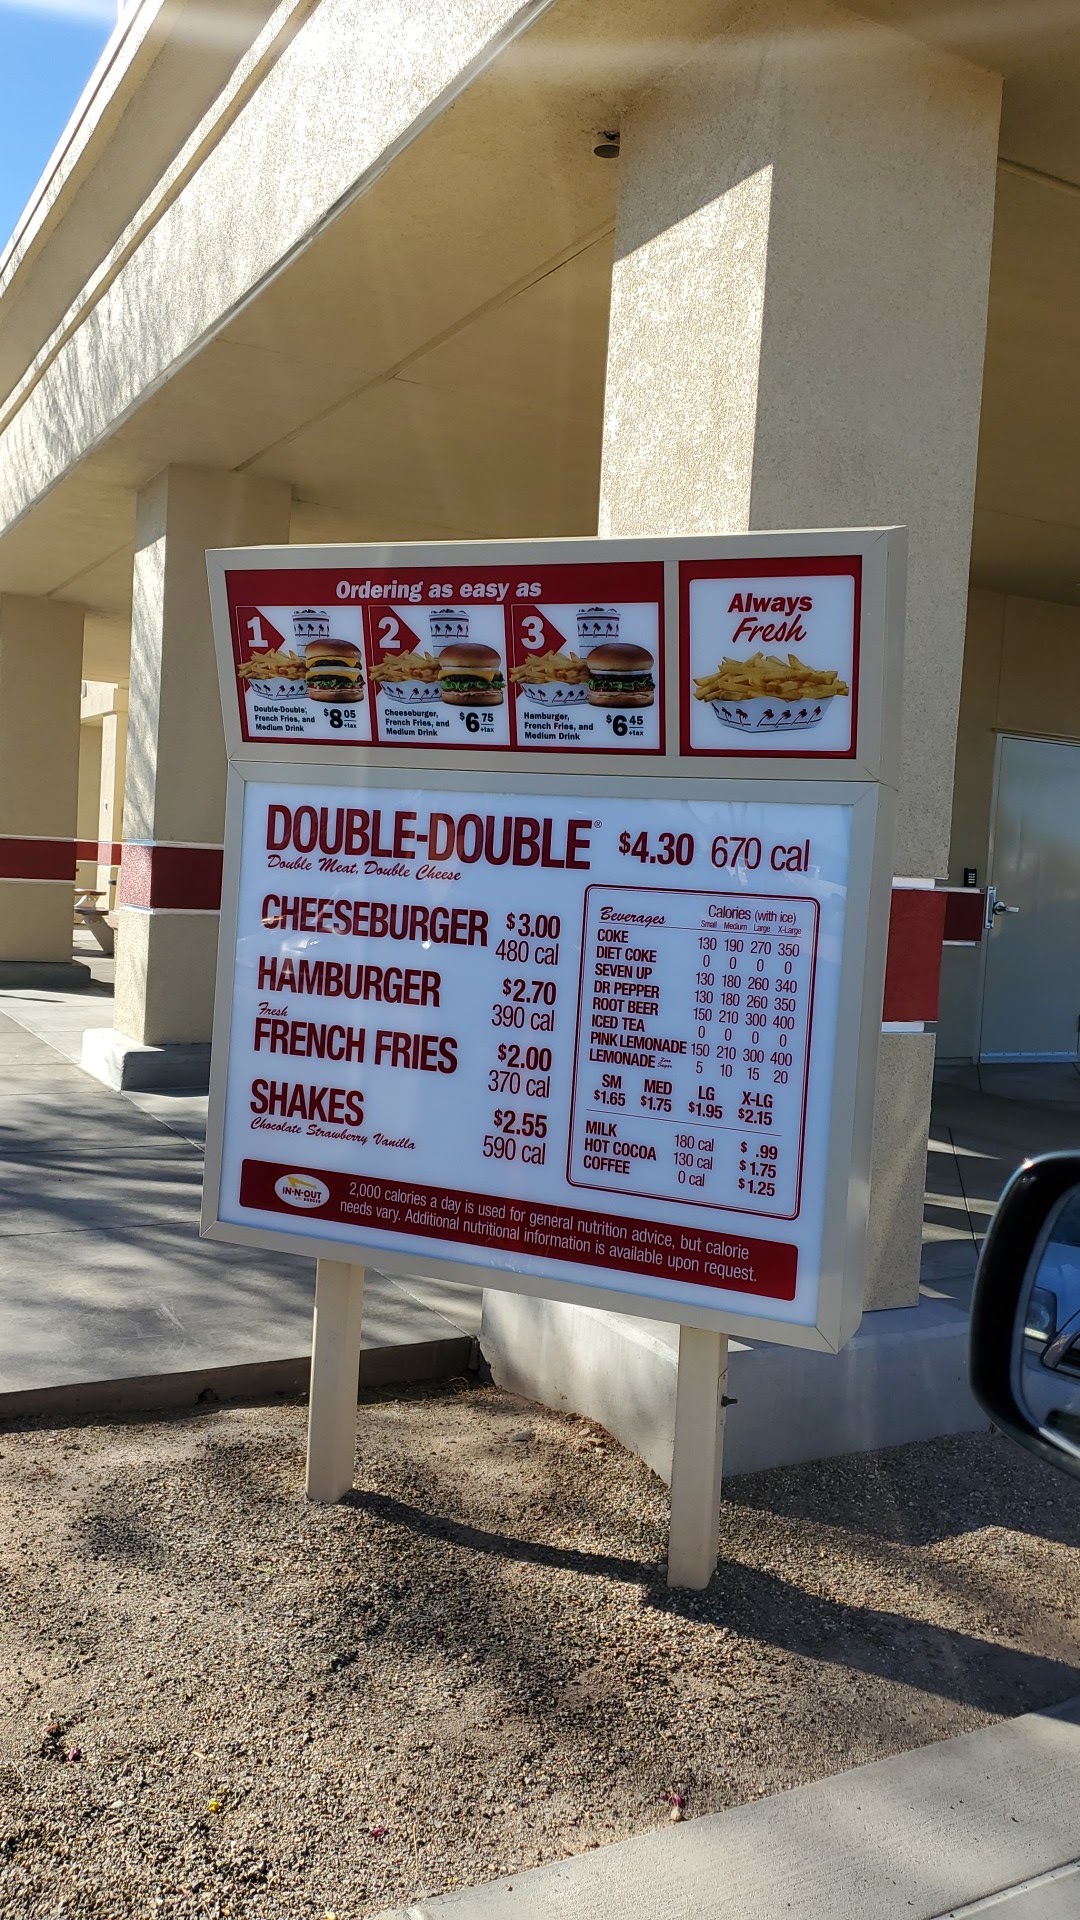 Ordering as easy as
1
Double-Double®,
French Fries, and
Medium Drink
$8 05 +tax
2
Cheeseburger,
French Fries, and
Medium Drink
$6 75 +tax
3
Hamburger,
French Fries, and
Medium Drink
$6 45 +tax
Always
Fresh
DOUBLE-DOUBLE® $4.30 670 cal
Double Meat, Double Cheese
CHEESEBURGER $3.00
480 cal
HAMBURGER $2.70
390 cal
Fresh
FRENCH FRIES $2.00
370 cal
SHAKES $2.55
Chocolate Strawberry Vanilla 590 cal
Beverages Calories (with ice)
Small Medium Large X-Large
COKE 130 190 270 350
DIET COKE 0 0 0 0
SEVEN UP 130 180 260 340
DR PEPPER 130 180 260 350
ROOT BEER 150 210 300 400
ICED TEA 0 0 0 0
PINK LEMONADE 150 210 300 400
LEMONADE 5 10 15 20
SM MED LG X-LG
$1.65 $1.75 $1.95 $2.15
MILK 180 cal $ .99
HOT COCOA 130 cal $1.75
COFFEE 0 cal $1.25
IN-N-OUT
BURGER
2,000 calories a day is used for general nutrition advice, but calorie
needs vary. Additional nutritional information is available upon request.